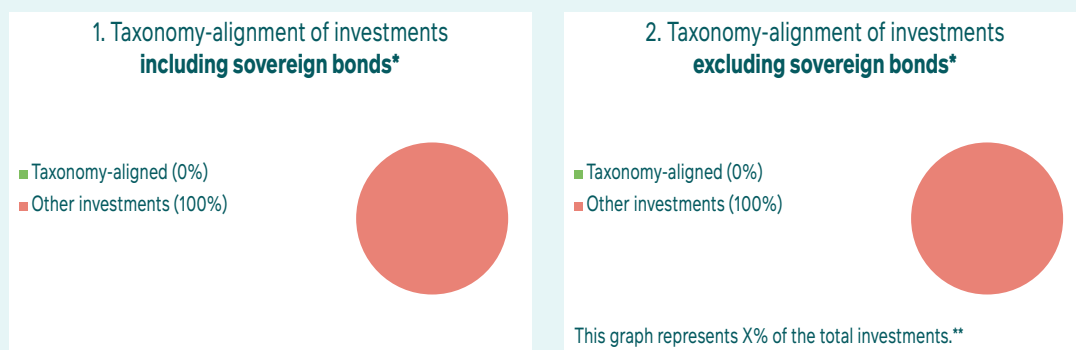 1. Taxonomy-alignment of investments
including sovereign bonds*
Taxonomy-aligned (0%)
Other investments (100%)
2. Taxonomy-alignment of investments
excluding sovereign bonds*
Taxonomy-aligned (0%)
Other investments (100%)
This graph represents X% of the total investments.**